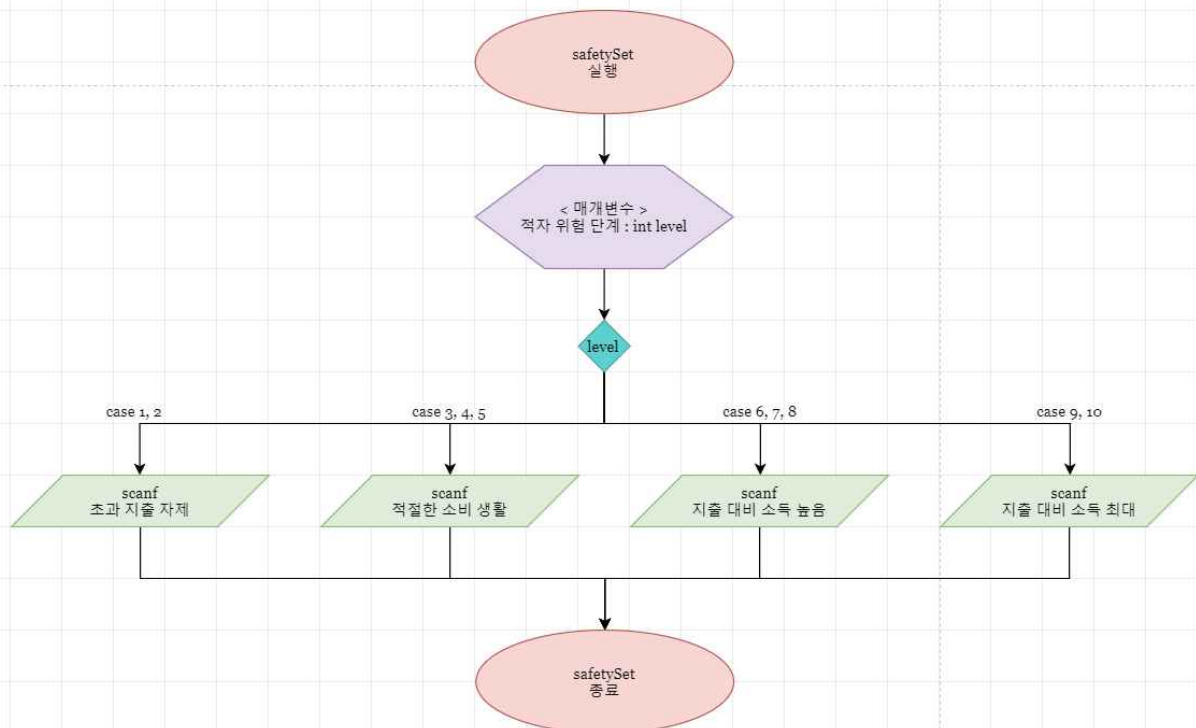 safetySet
실행
< 매개변수 >
적자 위험 단계 : int level
level
case 1, 2
case 3, 4, 5
case 6, 7, 8
case 9, 10
scanf
초과 지출 자제
scanf
적절한 소비 생활
scanf
지출 대비 소득 높음
scanf
지출 대비 소득 최대
safetySet
종료